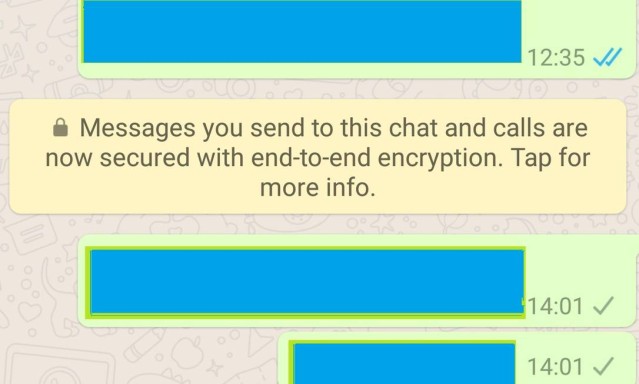 12:35
Messages you send to this chat and calls are
now secured with end-to-end encryption. Tap for
more info.
14:01
14:01